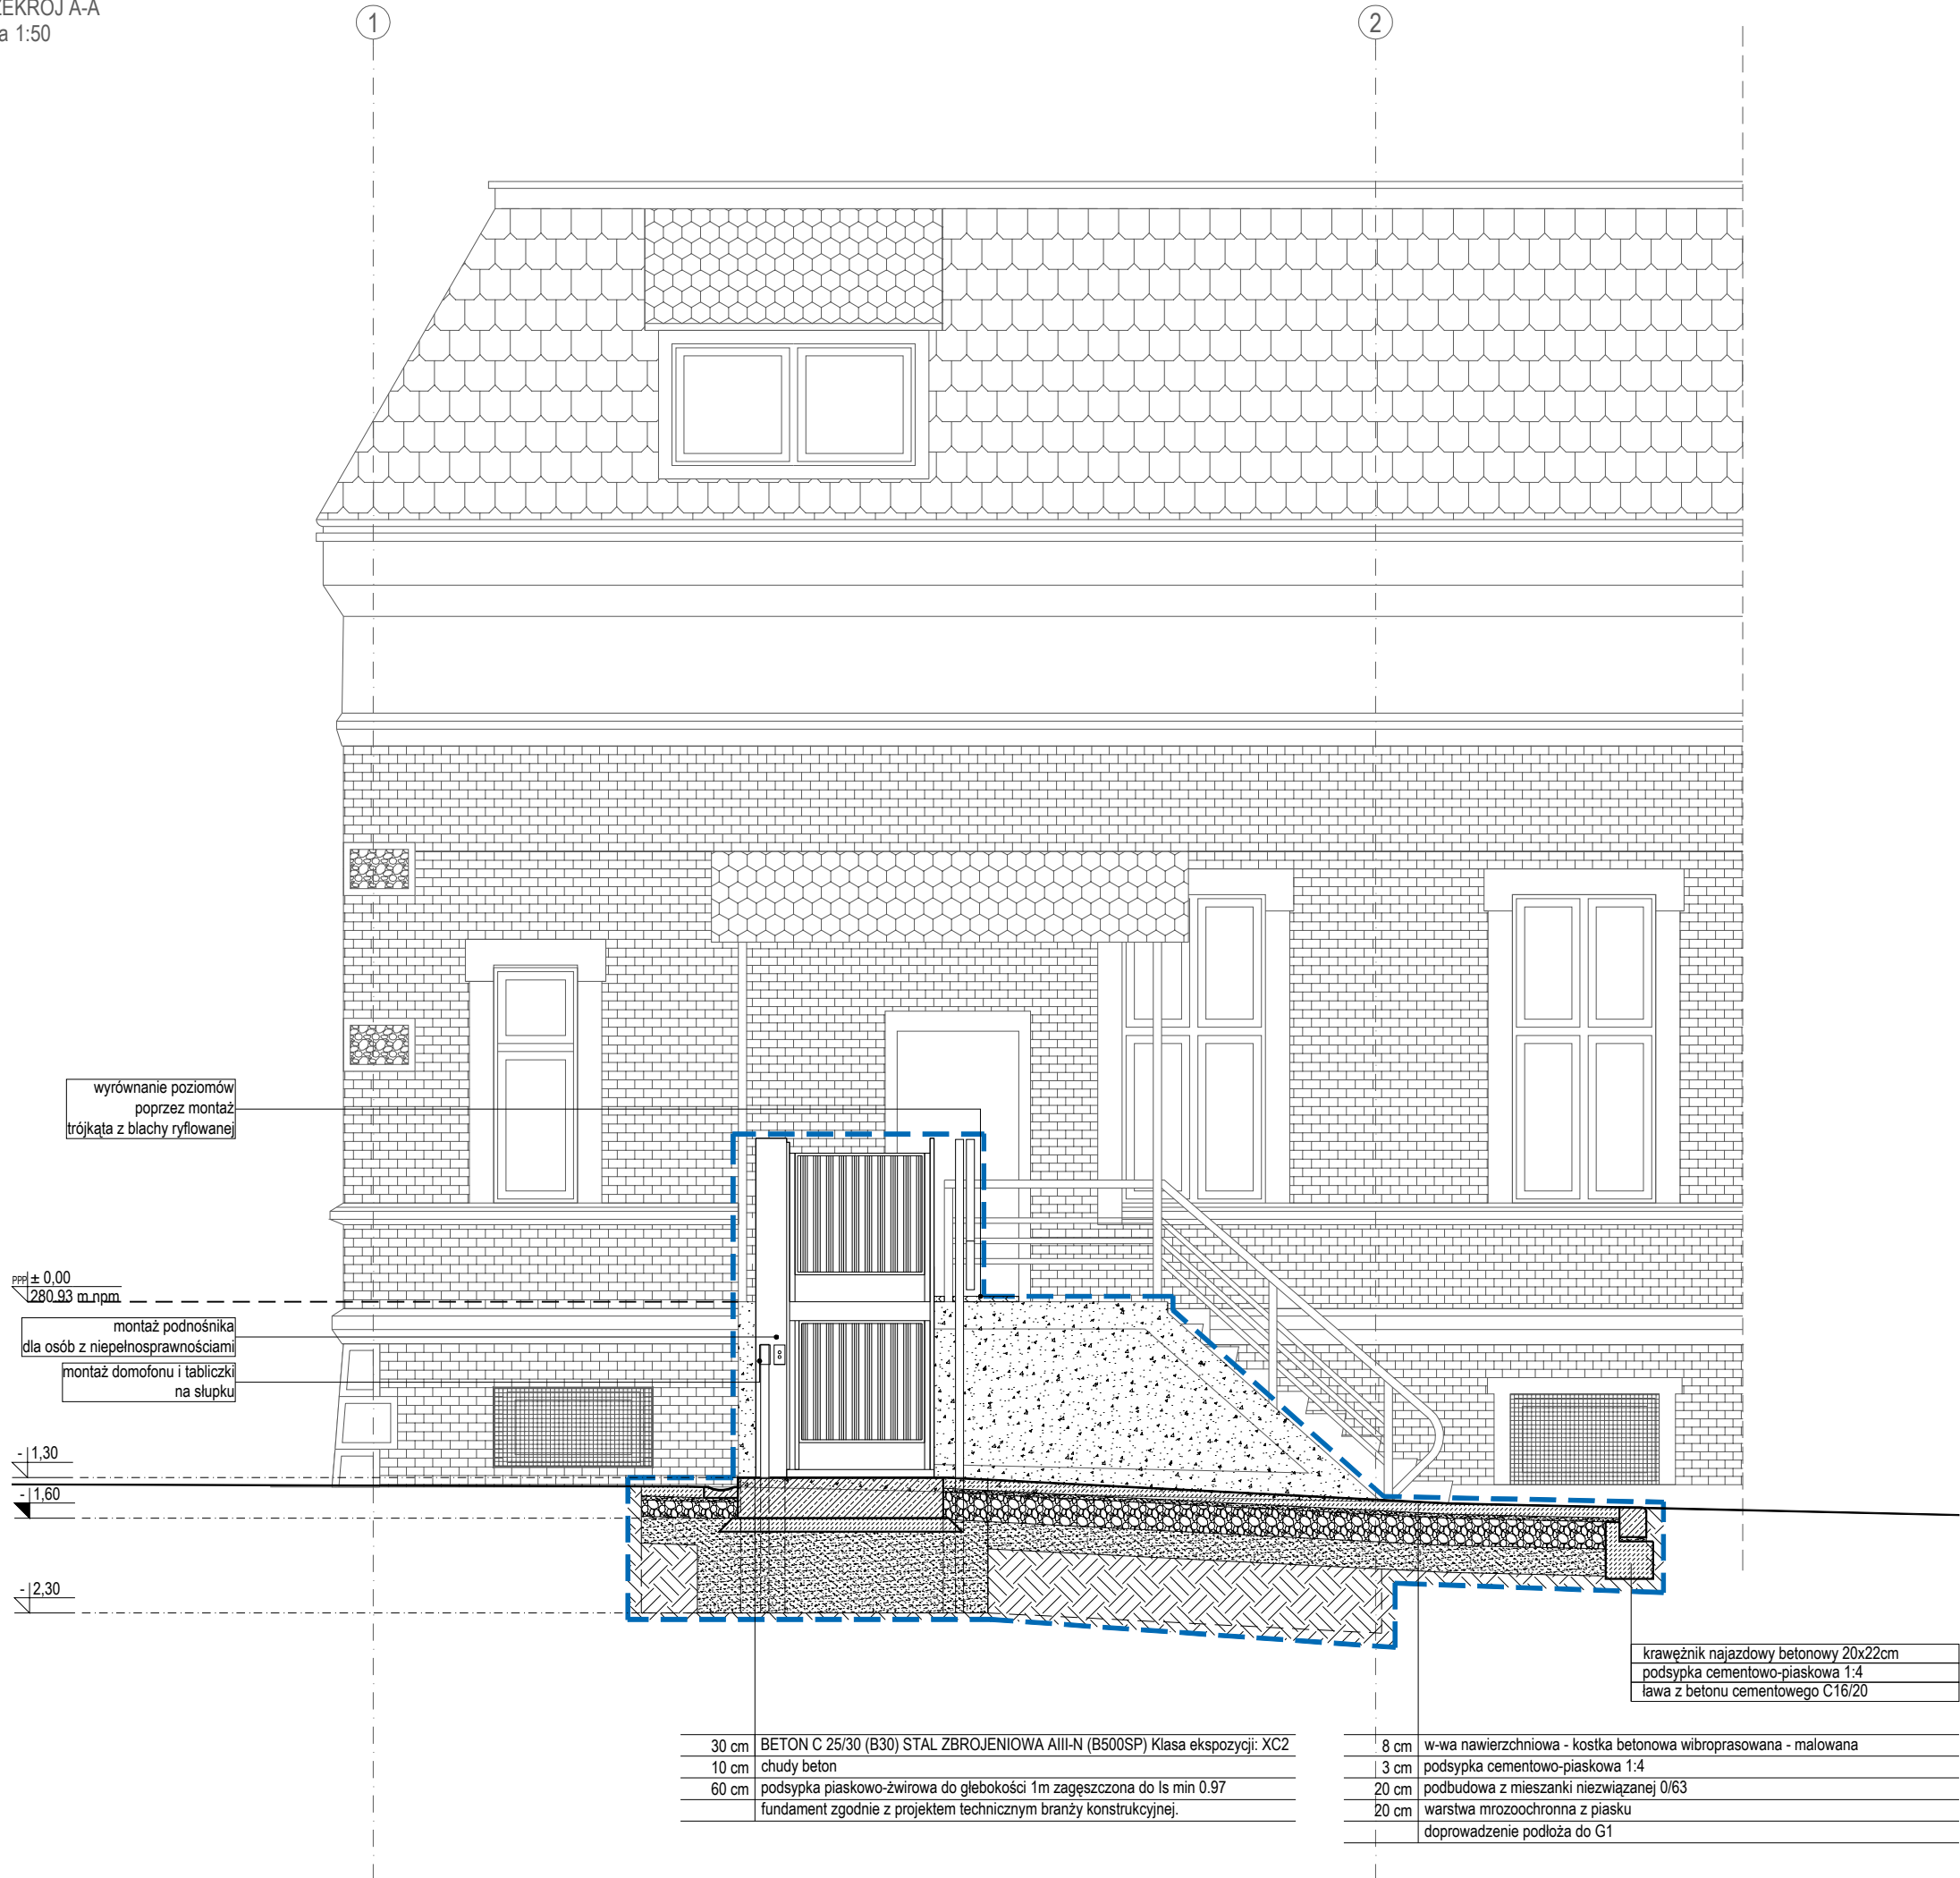 1
2
1:50
wyrównanie poziomów
poprzez montaż
trójkąta z blachy ryflowanej
PPP ± 0,00
280.93 m npm
montaż podnośnika
dla osób z niepełnosprawnościami
montaż domofonu i tabliczki
na słupku
- 1,30
- 1,60
- 2,30
krawężnik najazdowy betonowy 20x22cm
podsypka cementowo-piaskowa 1:4
ława z betonu cementowego C16/20
30 cm BETON C 25/30 (B30) STAL ZBROJENIOWA AIII-N (B500SP) Klasa ekspozycji: XC2
10 cm chudy beton
60 cm podsypka piaskowo-żwirowa do głebokości 1m zagęszczona do Is min 0.97
fundament zgodnie z projektem technicznym branży konstrukcyjnej.
8 cm w-wa nawierzchniowa - kostka betonowa wibroprasowana - malowana
3 cm podsypka cementowo-piaskowa 1:4
20 cm podbudowa z mieszanki niezwiązanej 0/63
20 cm warstwa mrozoochronna z piasku
doprowadzenie podłoża do G1